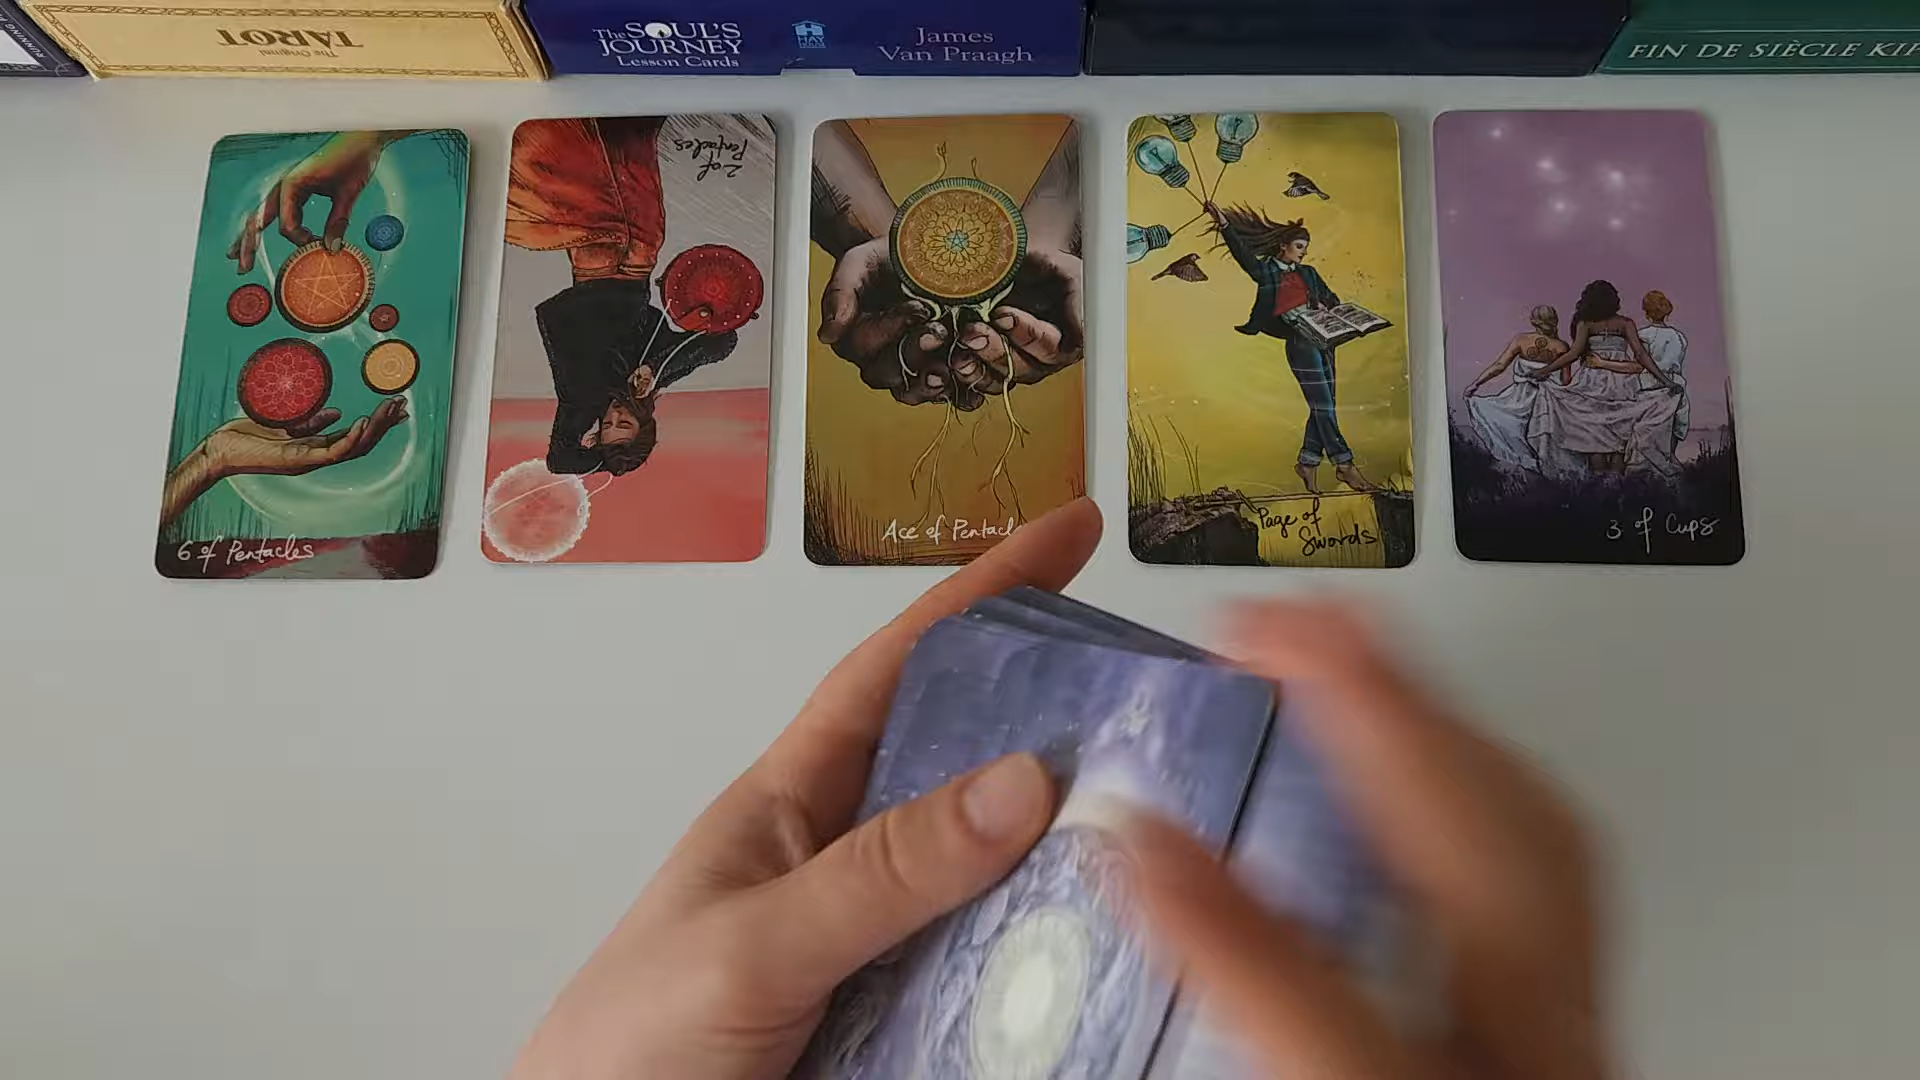 The Original
TAROT
The SOUL'S
JOURNEY
Lesson Cards
HAY
HOUSE
James
Van Praagh
FIN DE SIÈCLE KIP
6 of Pentacles
2 of
Pentacles
Ace of Pentacl
Page of
Swords
3 of Cups